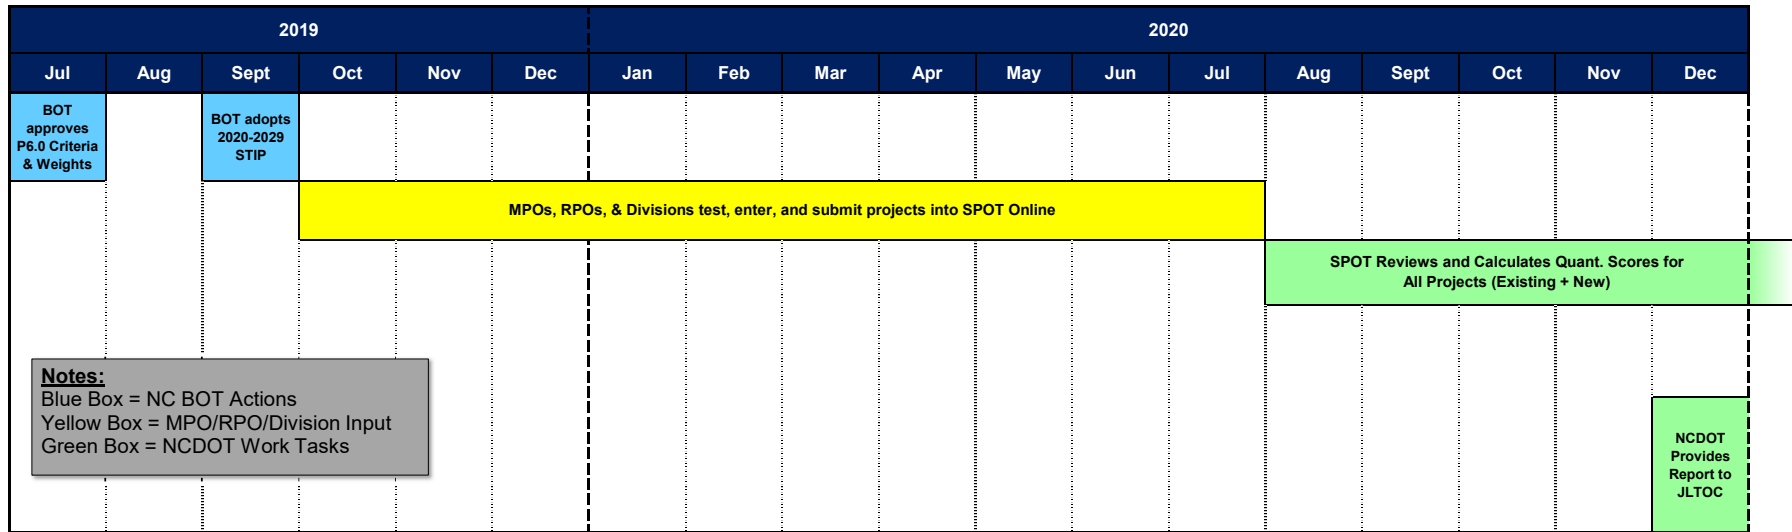 2019
2020
Jul
Aug
Sept
Oct
Nov
Dec
Jan
Feb
Mar
Apr
May
Jun
Jul
Aug
Sept
Oct
Nov
Dec
BOT
approves
P6.0 Criteria
& Weights
BOT adopts
2020-2029
STIP
MPOs, RPOs, & Divisions test, enter, and submit projects into SPOT Online
SPOT Reviews and Calculates Quant. Scores for
All Projects (Existing + New)
Notes:
Blue Box = NC BOT Actions
Yellow Box = MPO/RPO/Division Input
Green Box = NCDOT Work Tasks
NCDOT
Provides
Report to
JLTOC